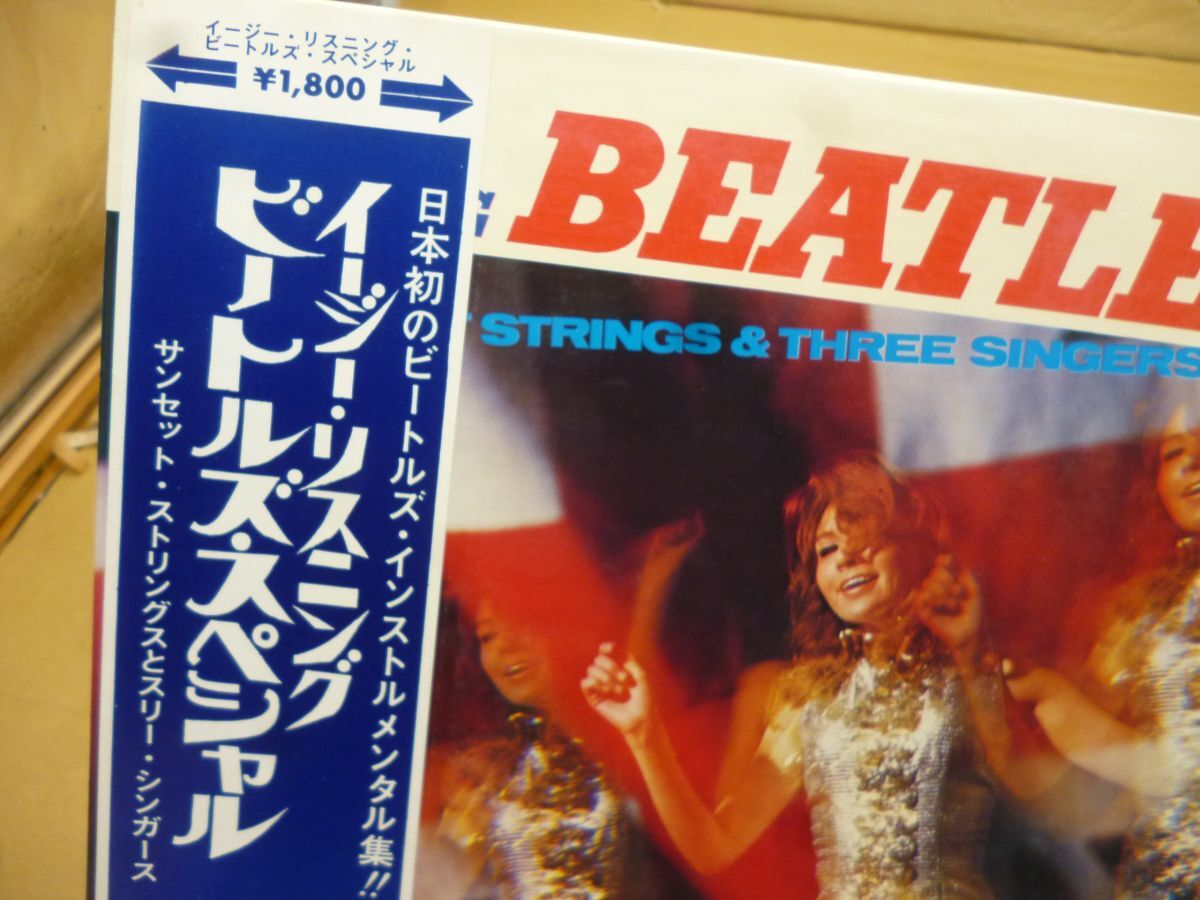 イージー・リスニング・
ビートルズ・スペシャル
¥1,800
日本初のビートルズ・インストルメンタル集!!
イージー・リスニング
ビートルズ・スペシャル
サンセット・ストリングスとスリー・シンガース
BEATLE
STRINGS & THREE SINGERS